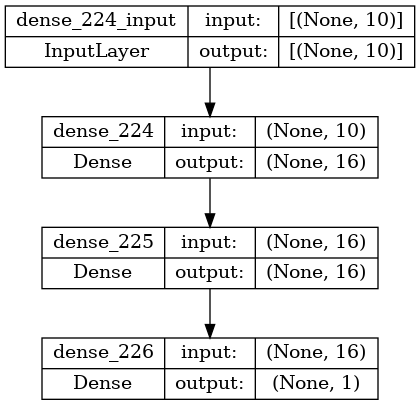 dense_224_input input: [(None, 10)]
InputLayer output: [(None, 10)]
dense_224 input: (None, 10)
Dense output: (None, 16)
dense_225 input: (None, 16)
Dense output: (None, 16)
dense_226 input: (None, 16)
Dense output: (None, 1)